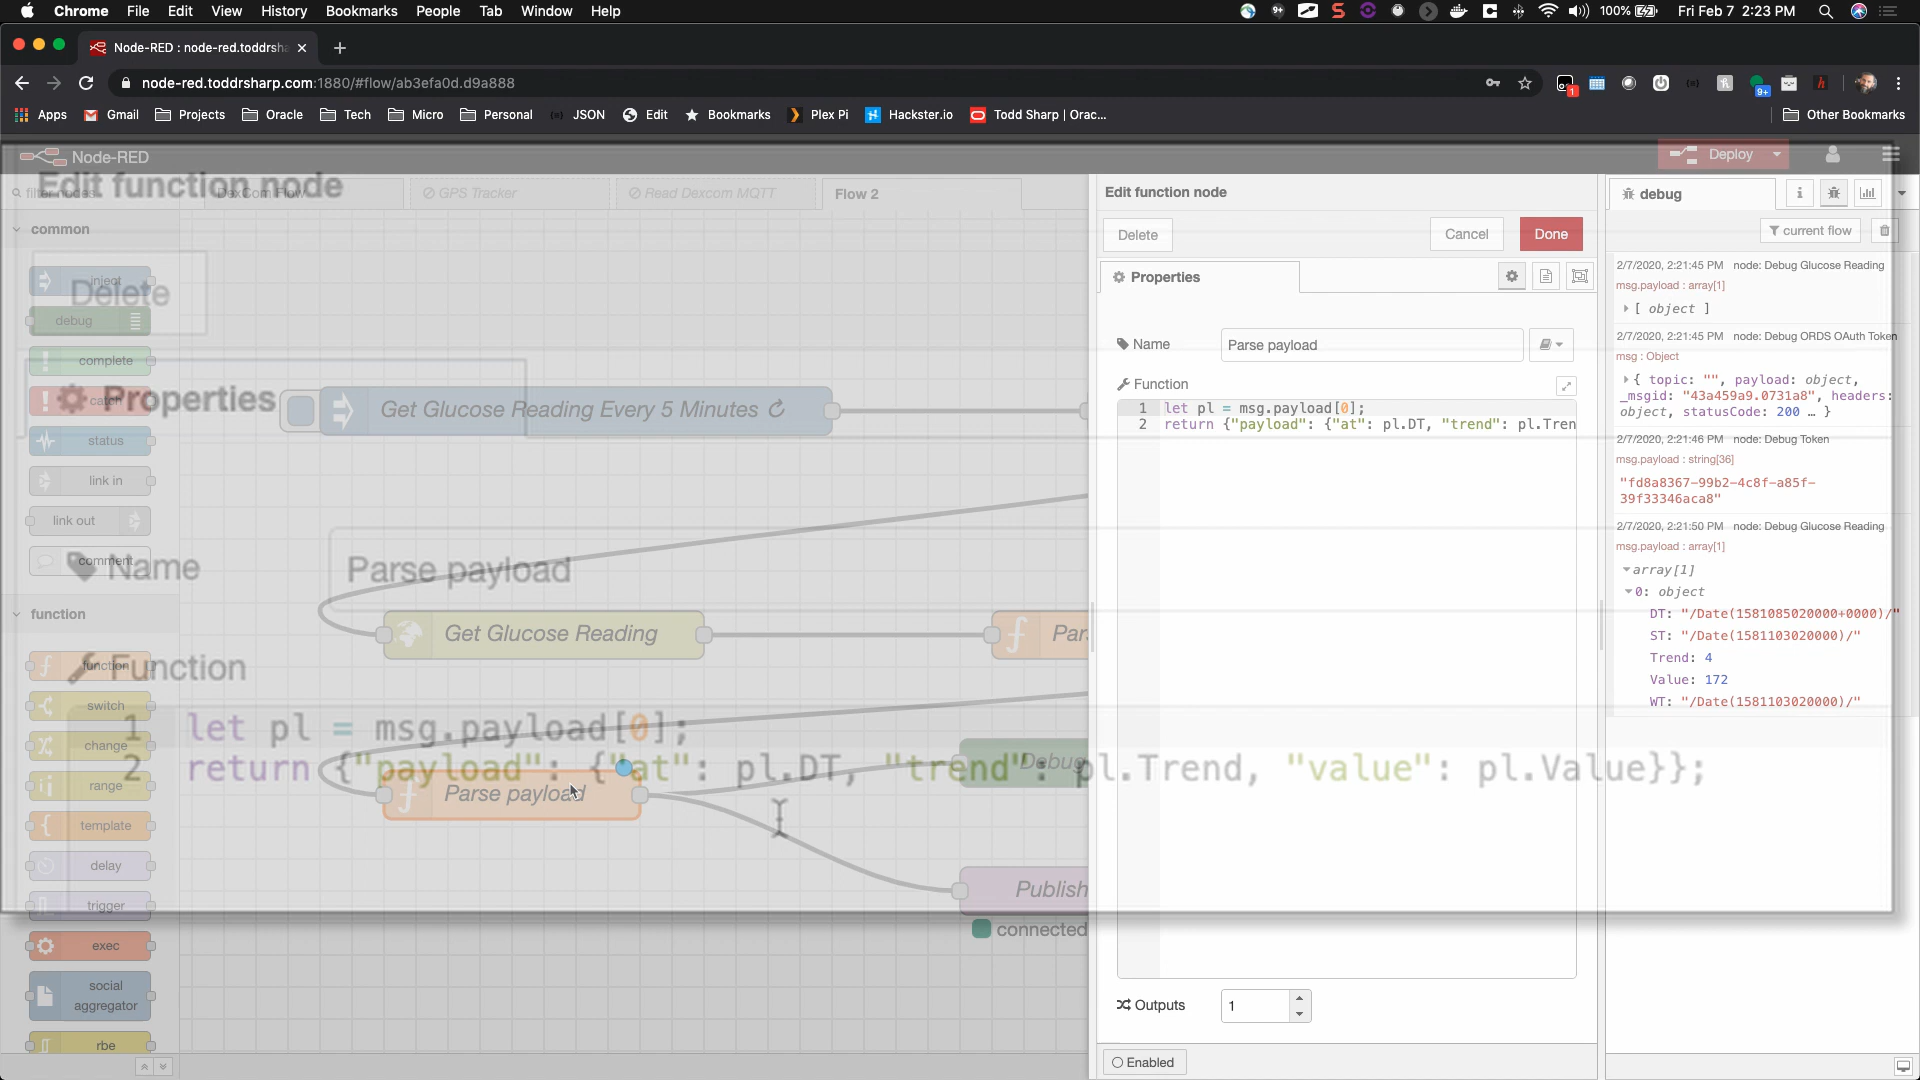 Chrome File Edit View History Bookmarks People Tab Window Help
9+ 100% Fri Feb 7 2:23 PM
Node-RED : node-red.toddrsha
node-red.toddrsharp.com:1880/#flow/ab3efa0d.d9a888
1 9+
Apps Gmail Projects Oracle Tech Micro Personal JSON Edit Bookmarks Plex Pi Hackster.io Todd Sharp | Orac... Other Bookmarks
Node-RED
Deploy
filter nodes
DexCom Flow
GPS Tracker
Read Dexcom MQTT
Flow 2
Edit function node
Delete
Properties
Name
Parse payload
Function
1 let pl = msg.payload[0];
2 return {"payload": {"at": pl.DT, "trend": pl.Trend, "value": pl.Value}};
common
inject
debug
complete
catch
status
link in
link out
comment
function
function
switch
change
range
template
delay
trigger
exec
social
aggregator
rbe
Get Glucose Reading Every 5 Minutes ↻
Get Glucose Reading
Pars
Parse payload
Debug
Publish
connected
Edit function node
Delete
Cancel
Done
Properties
Name
Parse payload
Function
1 let pl = msg.payload[0];
2 return {"payload": {"at": pl.DT, "trend": pl.Tren
Outputs
1
Enabled
debug
current flow
2/7/2020, 2:21:45 PM node: Debug Glucose Reading
msg.payload : array[1]
[ object ]
2/7/2020, 2:21:45 PM node: Debug ORDS OAuth Token
msg : Object
{ topic: "", payload: object,
_msgid: "43a459a9.0731a8", headers:
object, statusCode: 200 … }
2/7/2020, 2:21:46 PM node: Debug Token
msg.payload : string[36]
"fd8a8367-99b2-4c8f-a85f-
39f33346aca8"
2/7/2020, 2:21:50 PM node: Debug Glucose Reading
msg.payload : array[1]
array[1]
0: object
DT: "/Date(1581085020000+0000)/"
ST: "/Date(1581103020000)/"
Trend: 4
Value: 172
WT: "/Date(1581103020000)/"